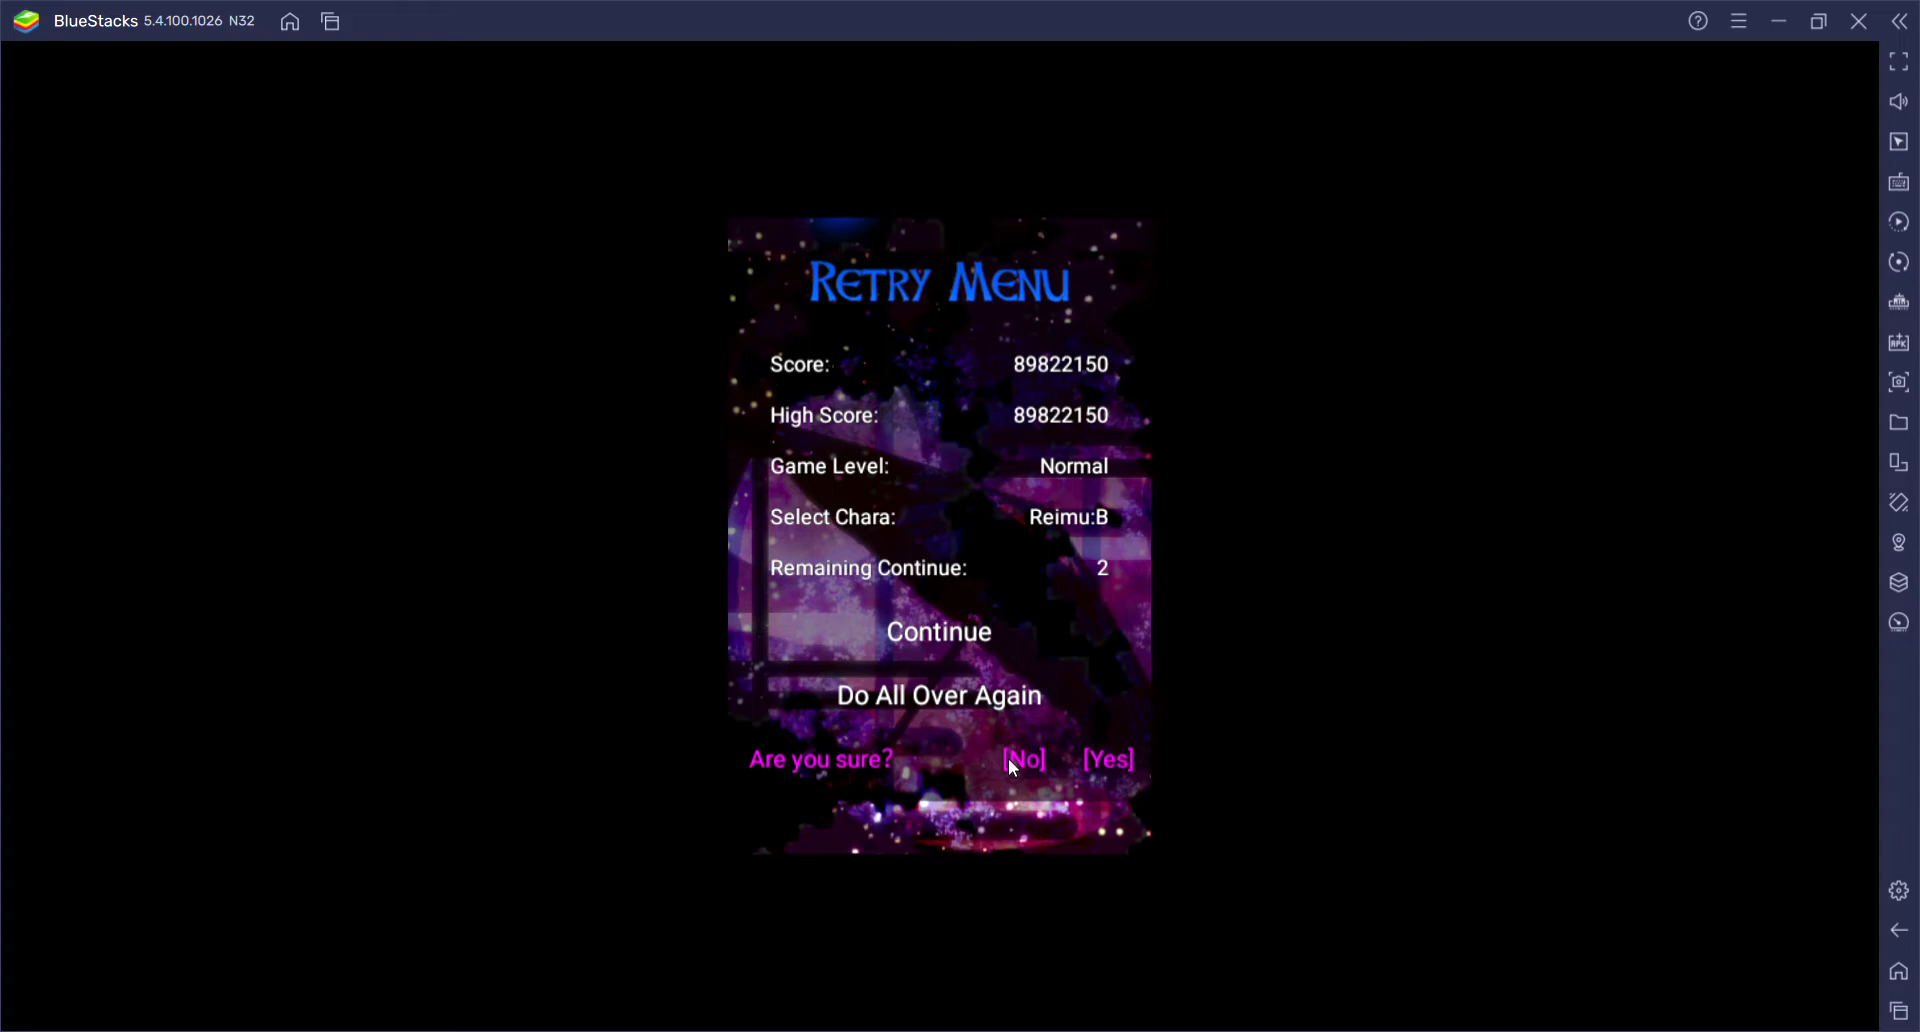 BlueStacks 5.4.100.1026 N32
RETRY MENU
Score: 89822150
High Score: 89822150
Game Level: Normal
Select Chara: Reimu:B
Remaining Continue: 2
Continue
Do All Over Again
Are you sure? [No] [Yes]